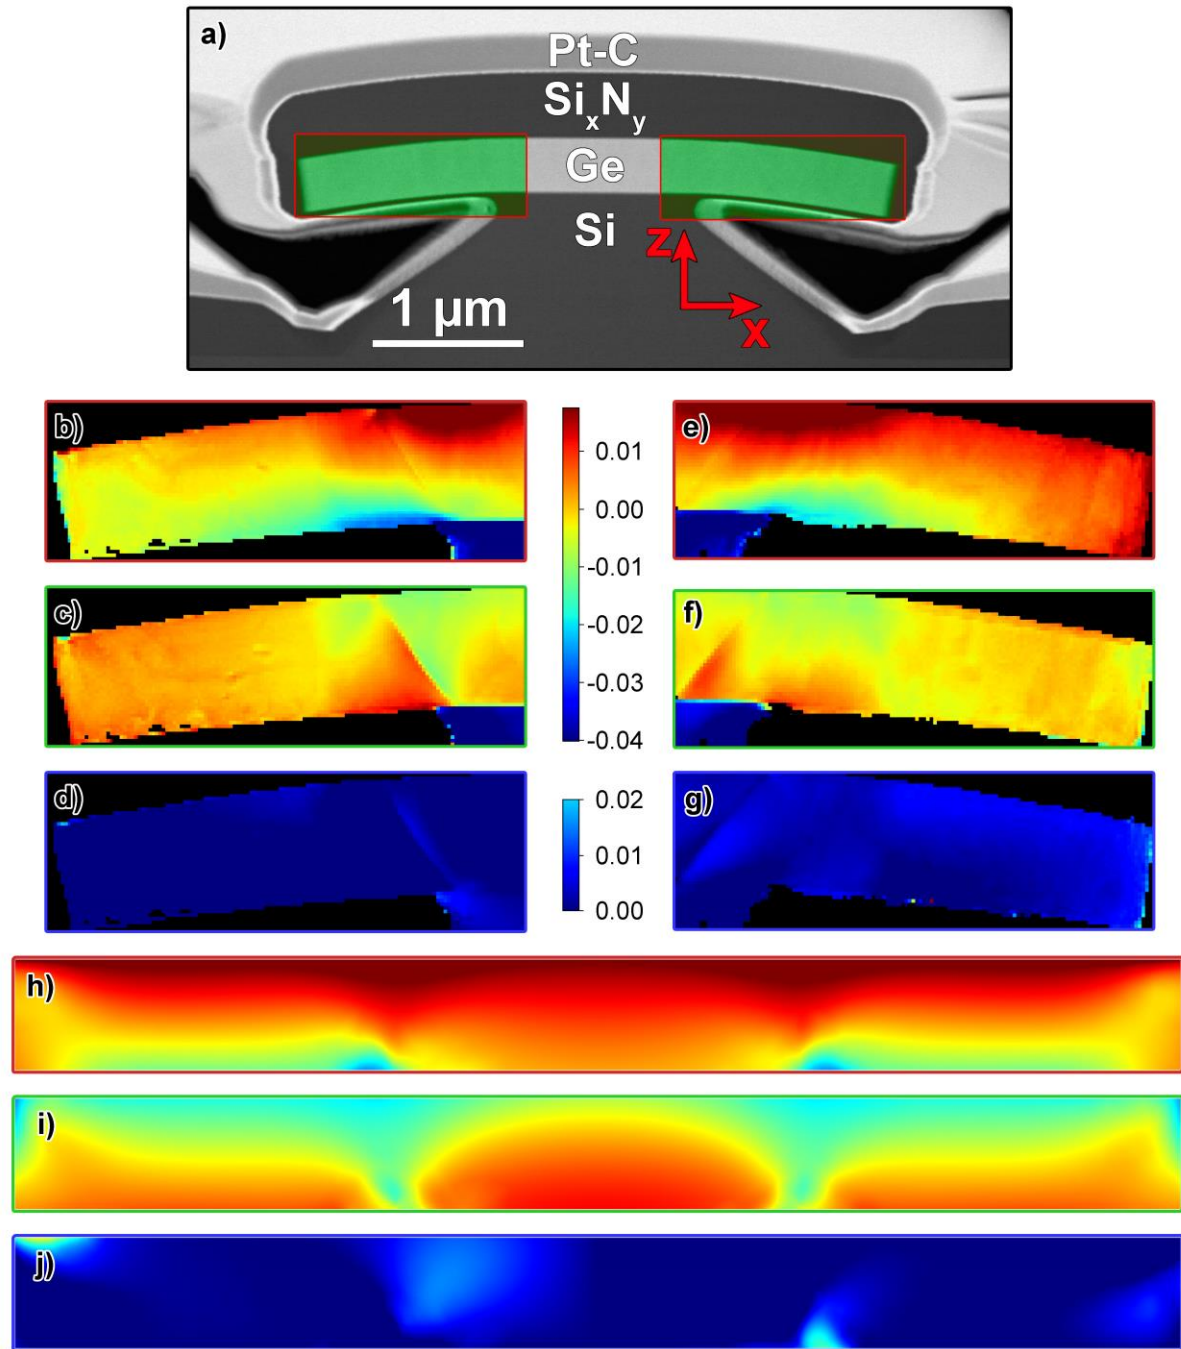 a)
Pt-C
SixNy
Ge
Si
z
x
1 µm
b)
e)
0.01
0.00
-0.01
-0.02
-0.03
-0.04
c)
f)
d)
g)
0.02
0.01
0.00
h)
i)
j)